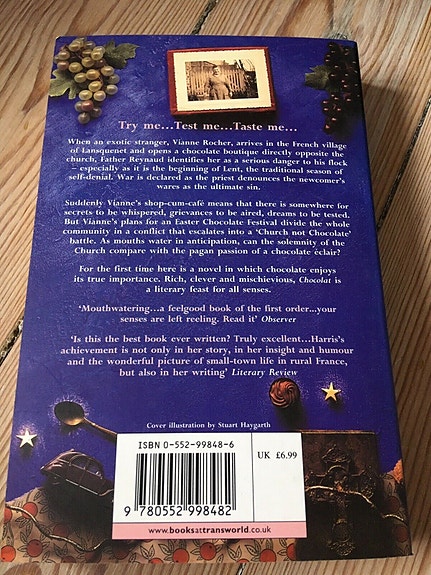 Try me…Test me…Taste me…
When an exotic stranger, Vianne Rocher, arrives in the French village
of Lansquenet and opens a chocolate boutique directly opposite the
church, Father Reynaud identifies her as a serious danger to his flock
– especially as it is the beginning of Lent, the traditional season of
self-denial. War is declared as the priest denounces the newcomer's
wares as the ultimate sin.
Suddenly Vianne's shop-cum-café means that there is somewhere for
secrets to be whispered, grievances to be aired, dreams to be tested.
But Vianne's plans for an Easter Chocolate Festival divide the whole
community in a conflict that escalates into a 'Church not Chocolate'
battle. As mouths water in anticipation, can the solemnity of the
Church compare with the pagan passion of a chocolate éclair?
For the first time here is a novel in which chocolate enjoys
its true importance. Rich, clever and mischievious, Chocolat is
a literary feast for all senses.
'Mouthwatering…a feelgood book of the first order...your
senses are left reeling. Read it' Observer
'Is this the best book ever written? Truly excellent…Harris's
achievement is not only in her story, in her insight and humour
and the wonderful picture of small-town life in rural France,
but also in her writing' Literary Review
Cover illustration by Stuart Haygarth
ISBN 0-552-99848-6
UK £6.99
9 780552 998482
www.booksattransworld.co.uk